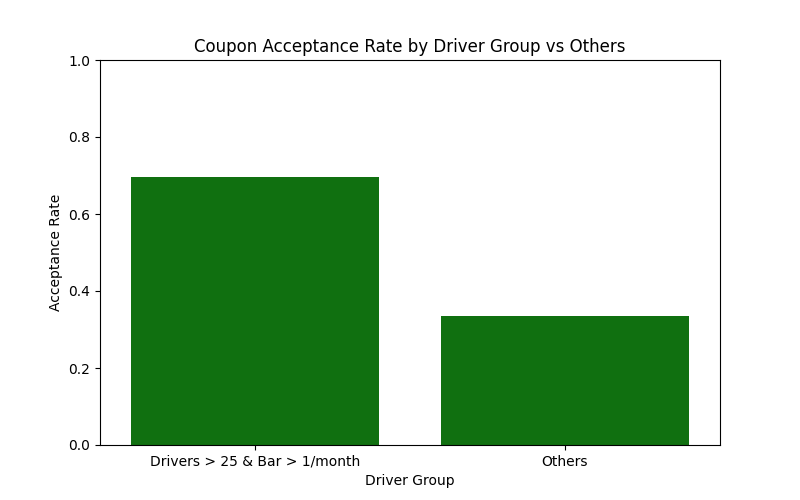 Coupon Acceptance Rate by Driver Group vs Others
1.0
0.8
0.6
0.4
0.2
0.0
Acceptance Rate
Drivers > 25 & Bar > 1/month
Others
Driver Group